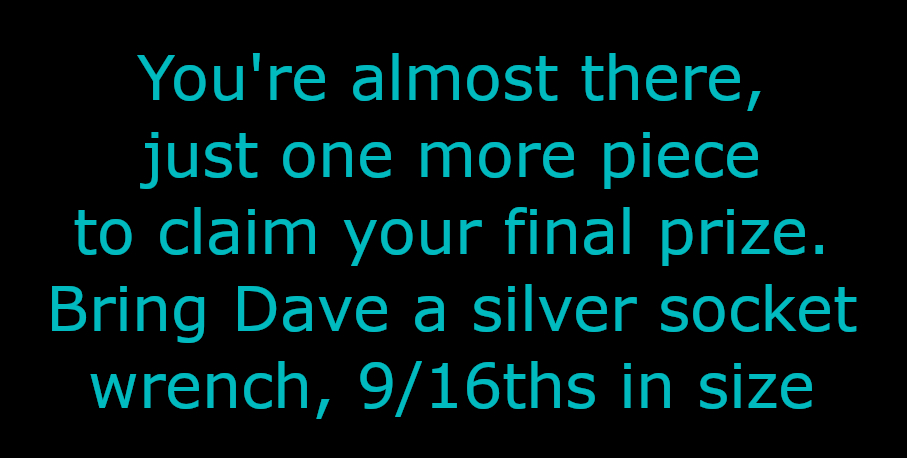 You're almost there,
just one more piece
to claim your final prize.
Bring Dave a silver socket
wrench, 9/16ths in size